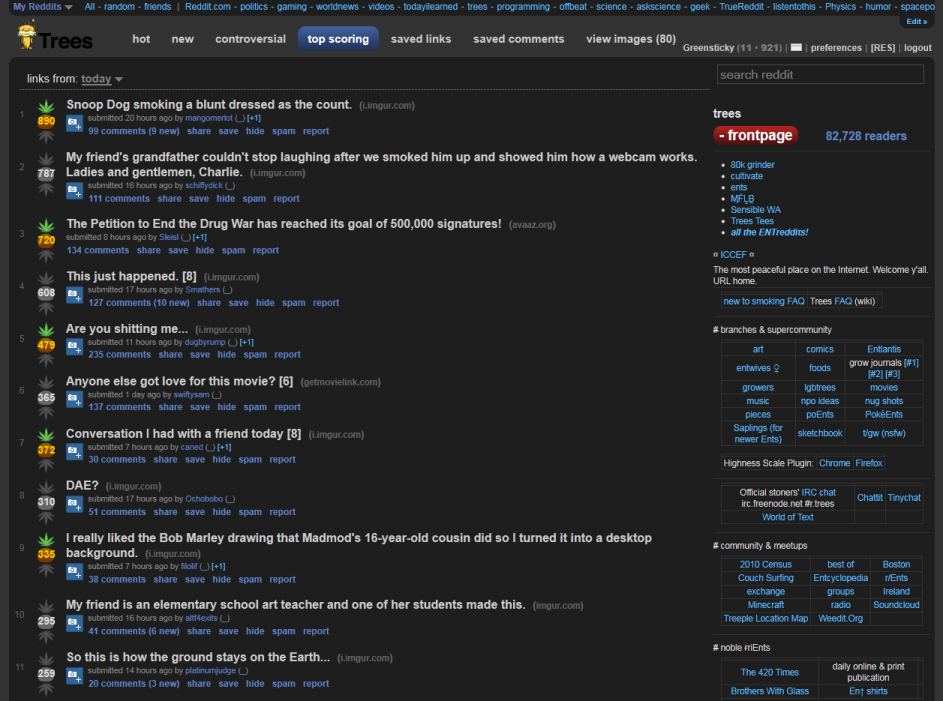 My Reddits All - random - friends | Reddit.com - politics - gaming - worldnews - videos - todayilearned - trees - programming - offbeat - science - askscience - geek - TrueReddit - listentothis - Physics - humor - spacepo
Edit »
Trees hot new controversial top scoring saved links saved comments view images (80)
Greensticky (11 • 921) | | preferences | [RES] | logout
links from: today
search reddit
1
890
Snoop Dog smoking a blunt dressed as the count. (i.imgur.com)
submitted 20 hours ago by mangomerlot (_) [+1]
99 comments (9 new) share save hide spam report
2
787
My friend's grandfather couldn't stop laughing after we smoked him up and showed him how a webcam works.
Ladies and gentlemen, Charlie. (i.imgur.com)
submitted 16 hours ago by schiffydick (_)
111 comments share save hide spam report
3
720
The Petition to End the Drug War has reached its goal of 500,000 signatures! (avaaz.org)
submitted 8 hours ago by Sleisl (_) [+1]
134 comments share save hide spam report
4
608
This just happened. [8] (i.imgur.com)
submitted 17 hours ago by Smathers (_)
127 comments (10 new) share save hide spam report
5
479
Are you shitting me... (i.imgur.com)
submitted 11 hours ago by dugbyrump (_) [+1]
235 comments share save hide spam report
6
365
Anyone else got love for this movie? [6] (getmovielink.com)
submitted 1 day ago by swiftysam (_)
137 comments share save hide spam report
7
372
Conversation I had with a friend today [8] (i.imgur.com)
submitted 7 hours ago by caned (_) [+1]
30 comments share save hide spam report
8
310
DAE? (i.imgur.com)
submitted 17 hours ago by Ochobobo (_)
51 comments share save hide spam report
9
335
I really liked the Bob Marley drawing that Madmod's 16-year-old cousin did so I turned it into a desktop
background. (i.imgur.com)
submitted 7 hours ago by filolif (_) [+1]
38 comments share save hide spam report
10
295
My friend is an elementary school art teacher and one of her students made this. (imgur.com)
submitted 16 hours ago by altf4exits (_)
41 comments (6 new) share save hide spam report
11
259
So this is how the ground stays on the Earth... (i.imgur.com)
submitted 14 hours ago by platinumjudge (_)
20 comments (3 new) share save hide spam report
trees
- frontpage 82,728 readers
80k grinder
cultivate
ents
MFLB
Sensible WA
Trees Tees
all the ENTreddits!
¤ ICCEF ¤
The most peaceful place on the Internet. Welcome y'all.
URL home.
new to smoking FAQ Trees FAQ (wiki)
# branches & supercommunity
art comics Entlantis
entwives ♀ foods grow journals [#1]
[#2] [#3]
growers lgbtrees movies
music npo ideas nug shots
pieces poEnts PokéEnts
Saplings (for
newer Ents) sketchbook t/gw (nsfw)
Highness Scale Plugin: Chrome Firefox
Official stoners' IRC chat
irc.freenode.net #r.trees Chattit Tinychat
World of Text
# community & meetups
2010 Census best of Boston
Couch Surfing Entcyclopedia r/Ents
exchange groups Ireland
Minecraft radio Soundcloud
Treeple Location Map Weedit.Org
# noble mEnts
The 420 Times daily online & print
publication
Brothers With Glass En† shirts